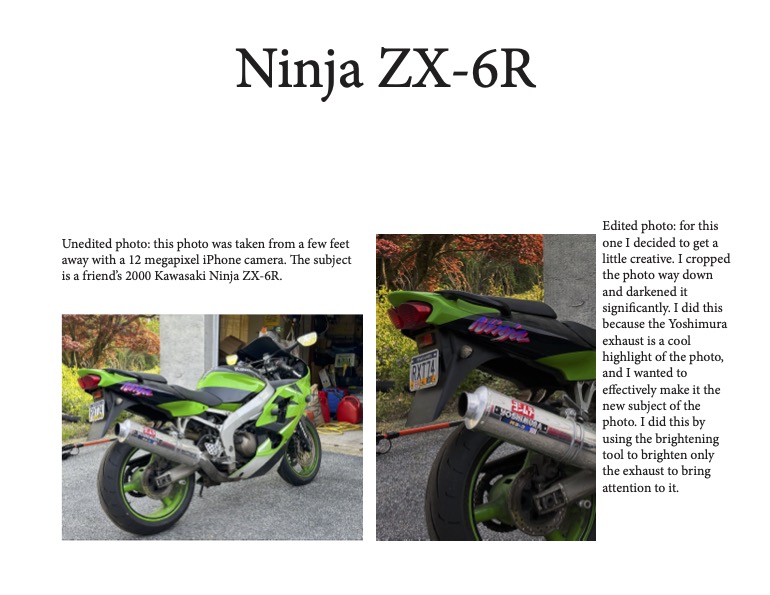 Ninja ZX-6R
Unedited photo: this photo was taken from a few feet
away with a 12 megapixel iPhone camera. The subject
is a friend’s 2000 Kawasaki Ninja ZX-6R.
Edited photo: for this
one I decided to get a
little creative. I cropped
the photo way down
and darkened it
significantly. I did this
because the Yoshimura
exhaust is a cool
highlight of the photo,
and I wanted to
effectively make it the
new subject of the
photo. I did this by
using the brightening
tool to brighten only
the exhaust to bring
attention to it.
Ninja
Ninja
RXT74
YOSHIMURA